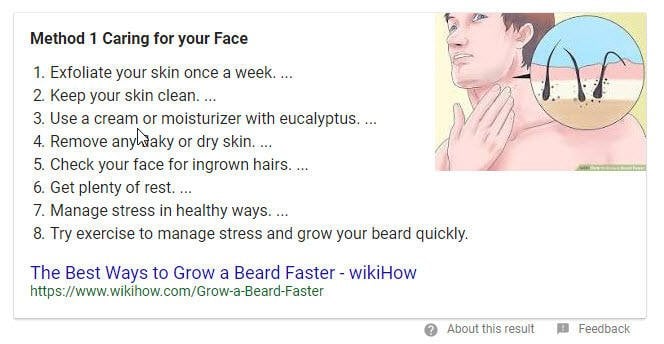 Method 1 Caring for your Face
1. Exfoliate your skin once a week. ...
2. Keep your skin clean. ...
3. Use a cream or moisturizer with eucalyptus. ...
4. Remove any flaky or dry skin. ...
5. Check your face for ingrown hairs. ...
6. Get plenty of rest. ...
7. Manage stress in healthy ways. ...
8. Try exercise to manage stress and grow your beard quickly.
The Best Ways to Grow a Beard Faster - wikiHow
https://www.wikihow.com/Grow-a-Beard-Faster
About this result
Feedback